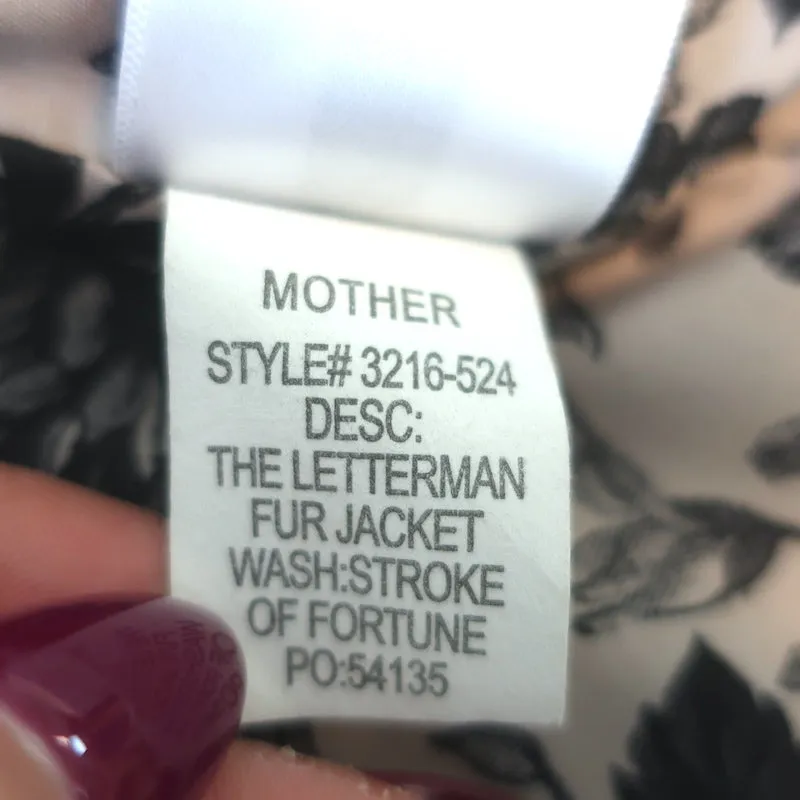 MOTHER
STYLE# 3216-524
DESC:
THE LETTERMAN
FUR JACKET
WASH:STROKE
OF FORTUNE
PO:54135